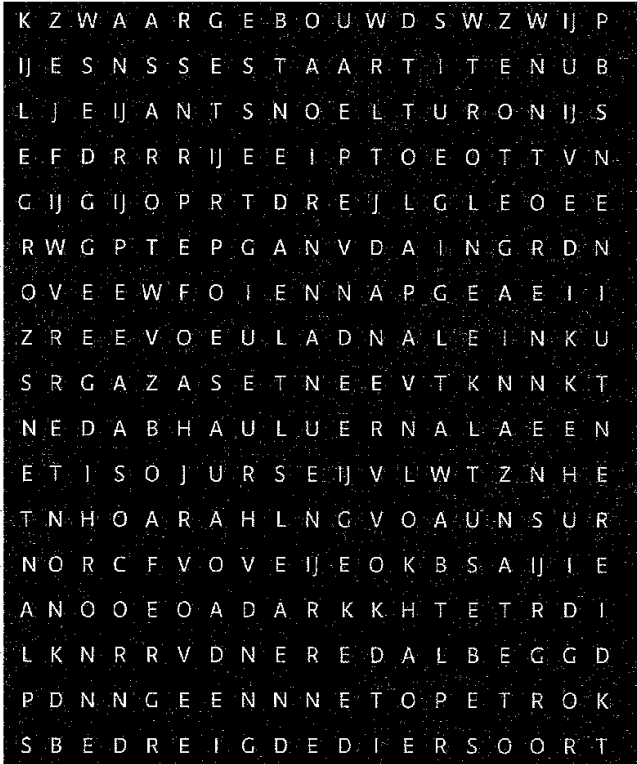 K Z W A A R G E B O U W D S W Z W IJ P
IJ E S N S S E S T A A R T I T E N U B
L J E IJ A N T S N O E L T U R O N IJ S
E F D R R R IJ E E I P T O E O T T V N
G IJ G IJ O P R T D R E J L G L E O E E
R W G P T E P G A N V D A I N G R D N
O V E E W F O I E N N A P G E A E I I
Z R E E V O E U L A D N A L E I N K U
S R G A Z A S E T N E E V T K N N K T
N E D A B H A U L U E R N A L A E E N
E T I S O J U R S E IJ V L W T Z N H E
T N H O A R A H L N G V O A U N S U R
N O R C F V O V E IJ E O K B S A IJ I E
A N O O E O A D A R K K H T E T R D I
L K N R R V D N E R E D A L B E G G D
P D N N G E E N N N E T O P E T R O K
S B E D R E I G D E D I E R S O O R T